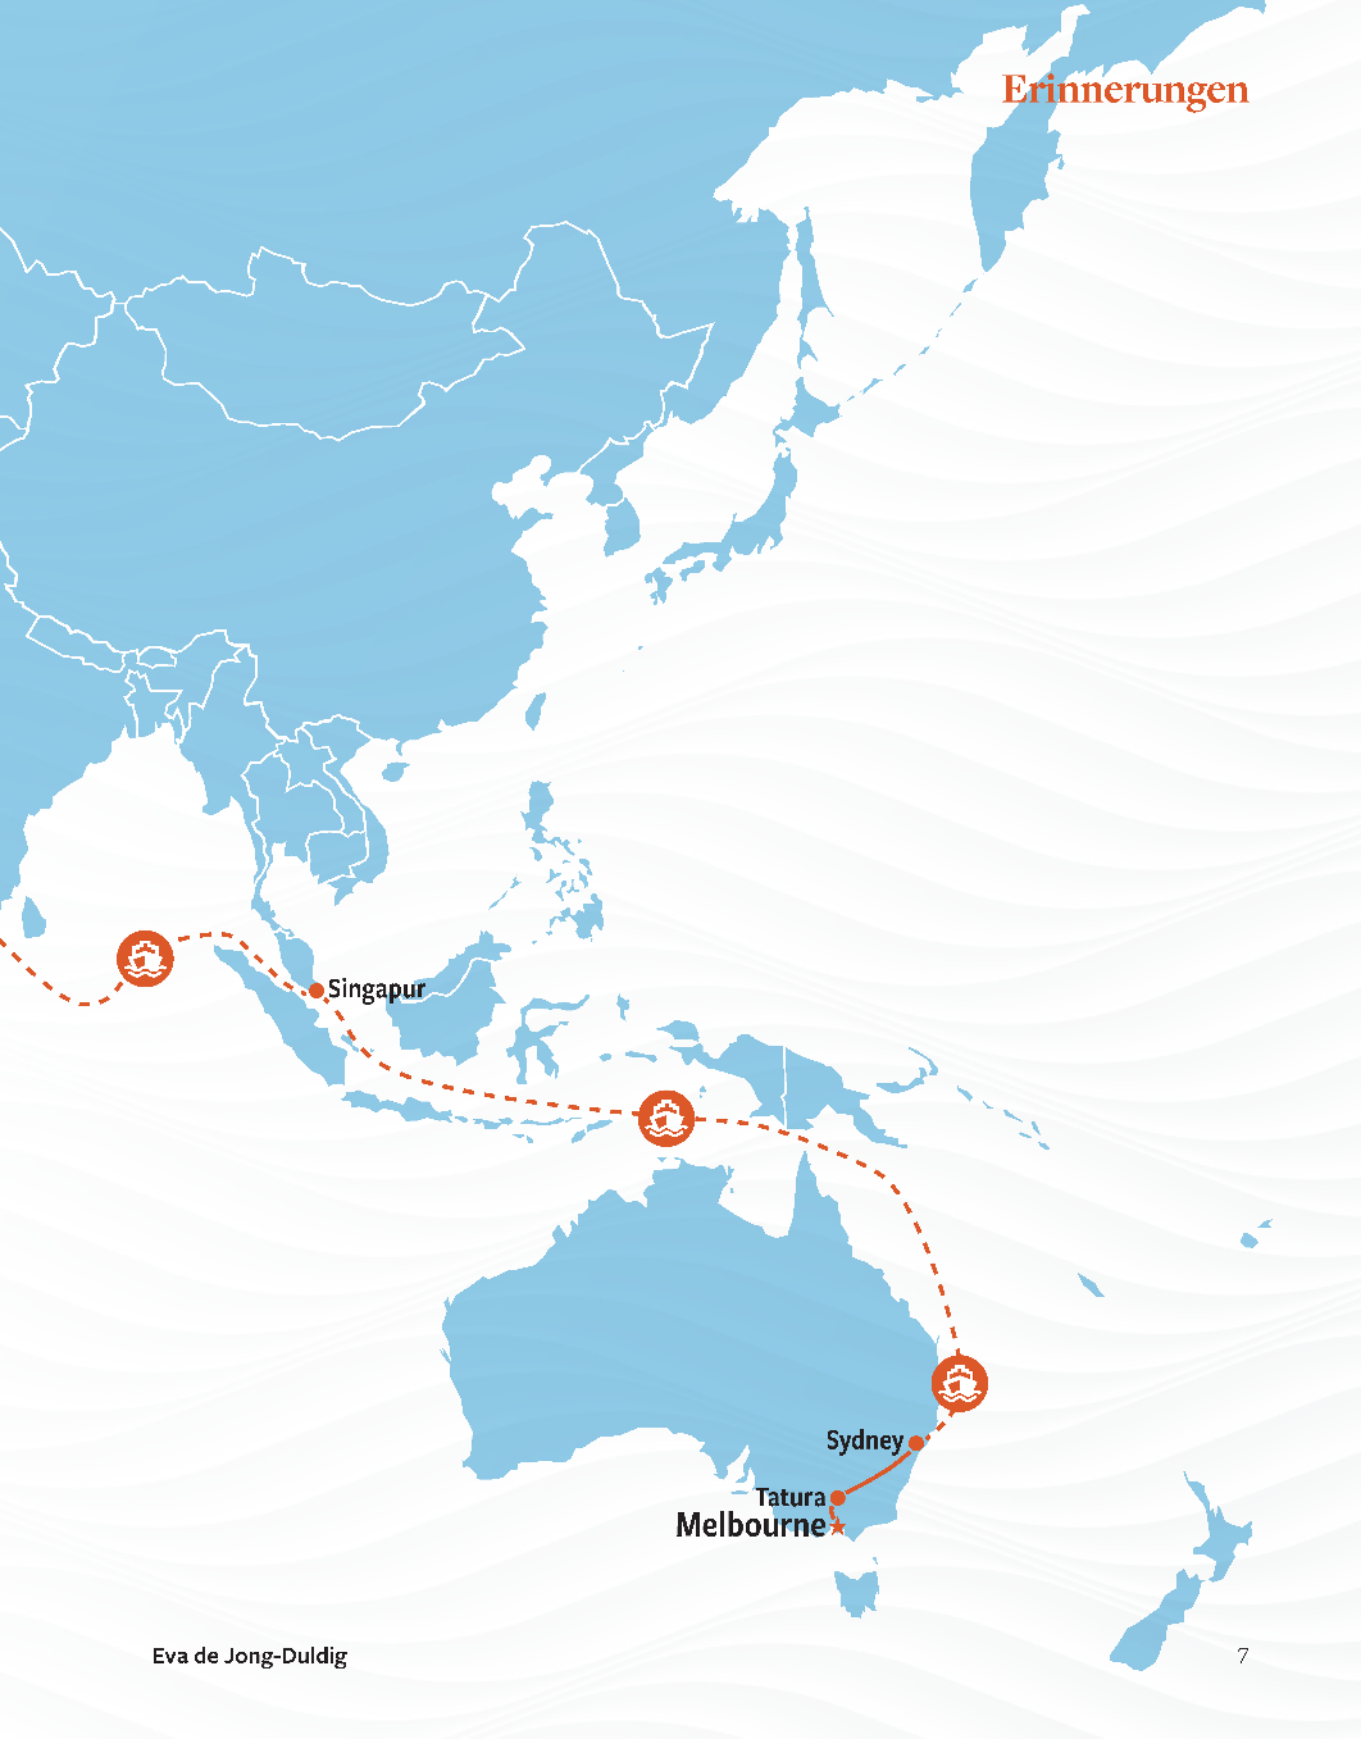 Erinnerungen
Singapur
Sydney
Tatura
Melbourne
Eva de Jong-Duldig
7